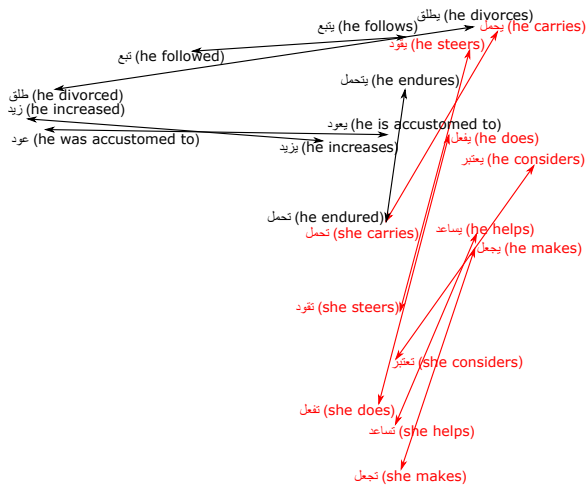 يطلق (he divorces)
يتبع (he follows)
يحمل (he carries)
يقود (he steers)
تبع (he followed)
يتحمل (he endures)
طلق (he divorced)
زيد (he increased)
يعود (he is accustomed to)
عود (he was accustomed to)
يفعل (he does)
يزيد (he increases)
يعتبر (he considers)
تحمل (he endured)
تحمل (she carries)
يساعد (he helps)
يجعل (he makes)
تقود (she steers)
تعتبر (she considers)
تفعل (she does)
تساعد (she helps)
تجعل (she makes)